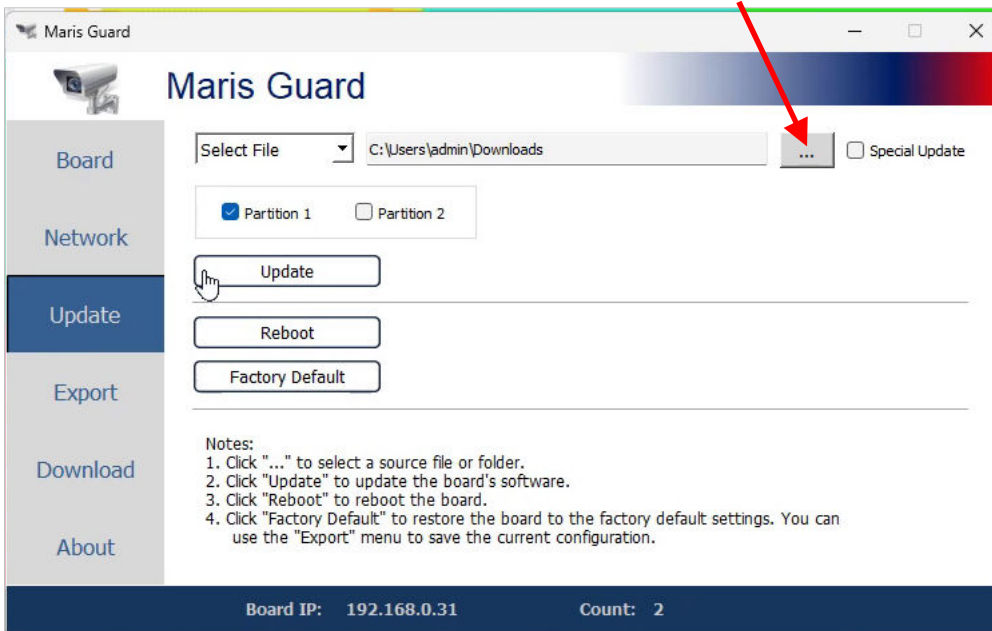 Maris Guard
Maris Guard
Board
Select File C:\Users\admin\Downloads ... Special Update
Partition 1 Partition 2
Network
Update
Update
Reboot
Factory Default
Export
Notes:
1. Click "..." to select a source file or folder.
2. Click "Update" to update the board's software.
3. Click "Reboot" to reboot the board.
4. Click "Factory Default" to restore the board to the factory default settings. You can
use the "Export" menu to save the current configuration.
Download
About
Board IP: 192.168.0.31 Count: 2